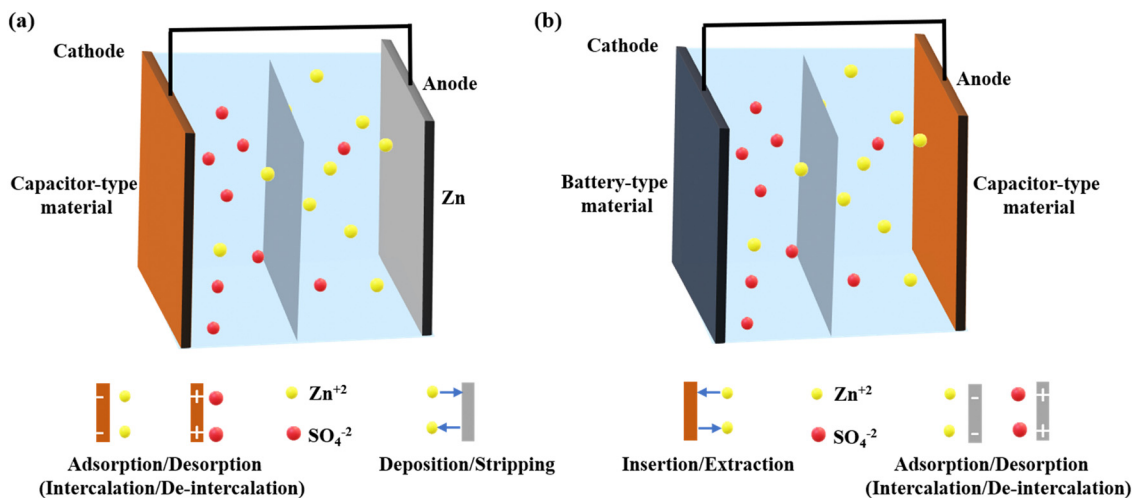 (a)
Cathode
Anode
Capacitor-type
material
Zn
- +
- +
Zn⁺²
SO₄⁻²
Adsorption/Desorption
(Intercalation/De-intercalation)
Deposition/Stripping
(b)
Cathode
Anode
Battery-type
material
Capacitor-type
material
Zn⁺²
SO₄⁻²
- +
- +
Insertion/Extraction
Adsorption/Desorption
(Intercalation/De-intercalation)